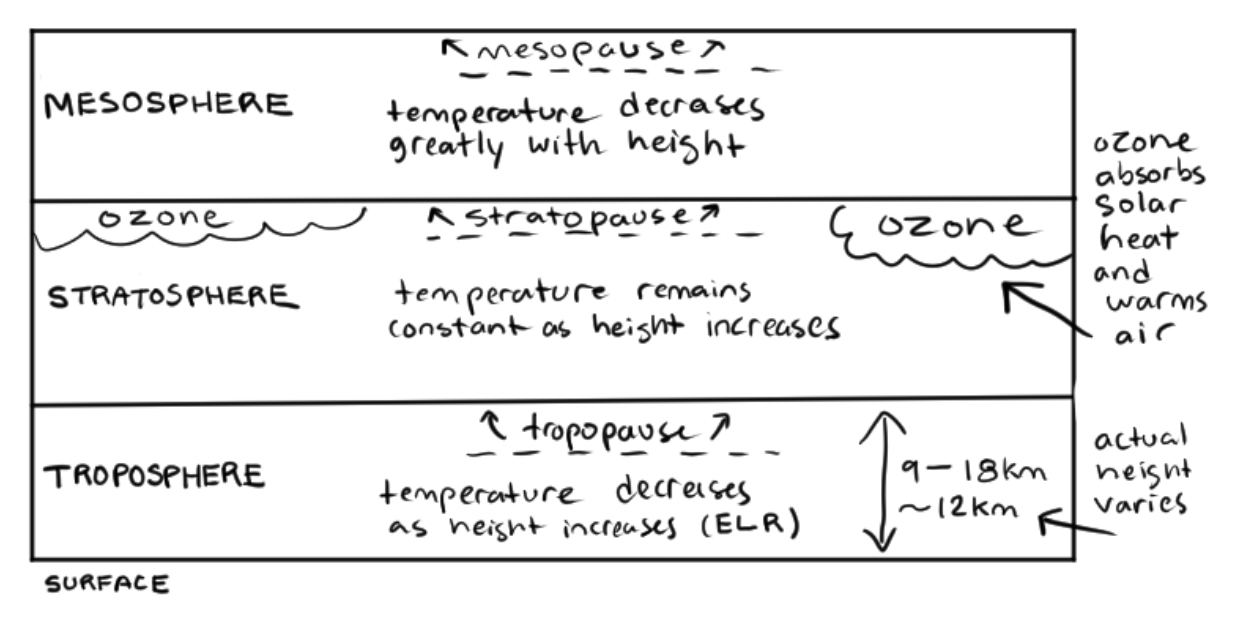 mesopause
MESOSPHERE
temperature decrases
greatly with height
ozone
stratopause
ozone
STRATOSPHERE
temperature remains
constant as height increases
ozone
absorbs
solar
heat
and
warms
air
tropopause
TROPOSPHERE
temperature decreases
as height increases (ELR)
9 - 18km
~12km
actual
height
varies
SURFACE